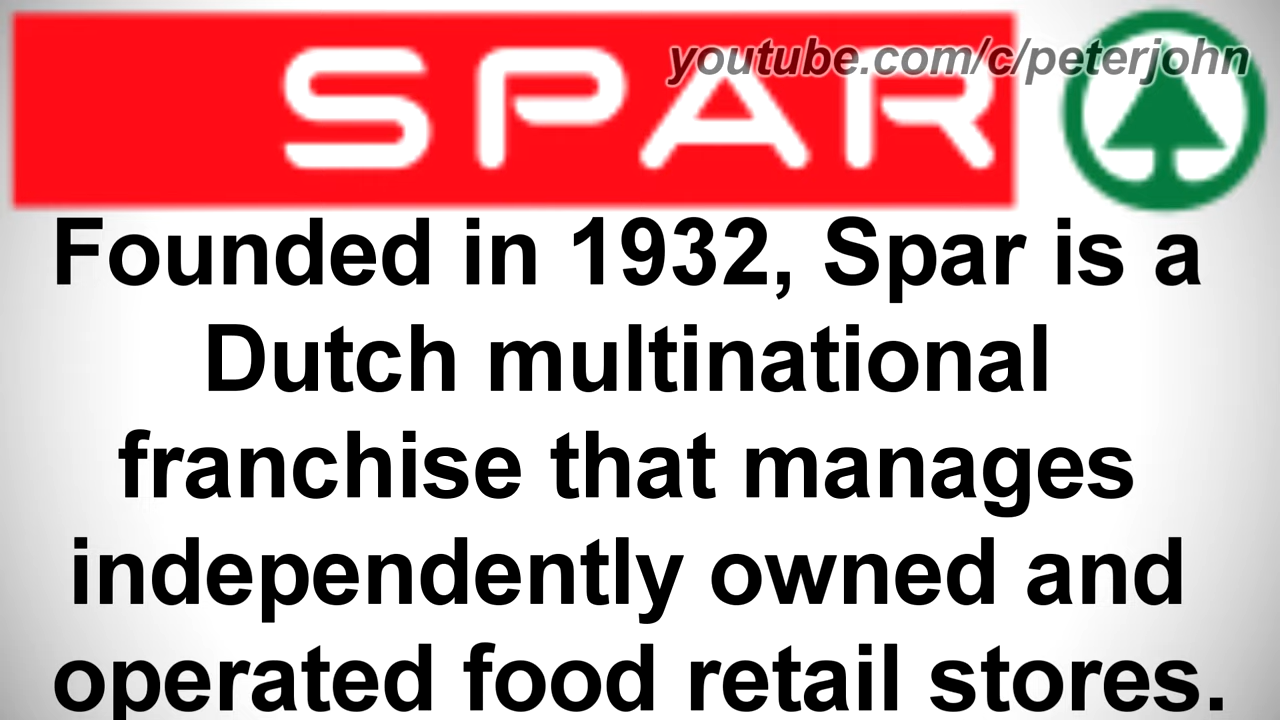 SPAR
youtube.com/c/peterjohn
Founded in 1932, Spar is a
Dutch multinational
franchise that manages
independently owned and
operated food retail stores.